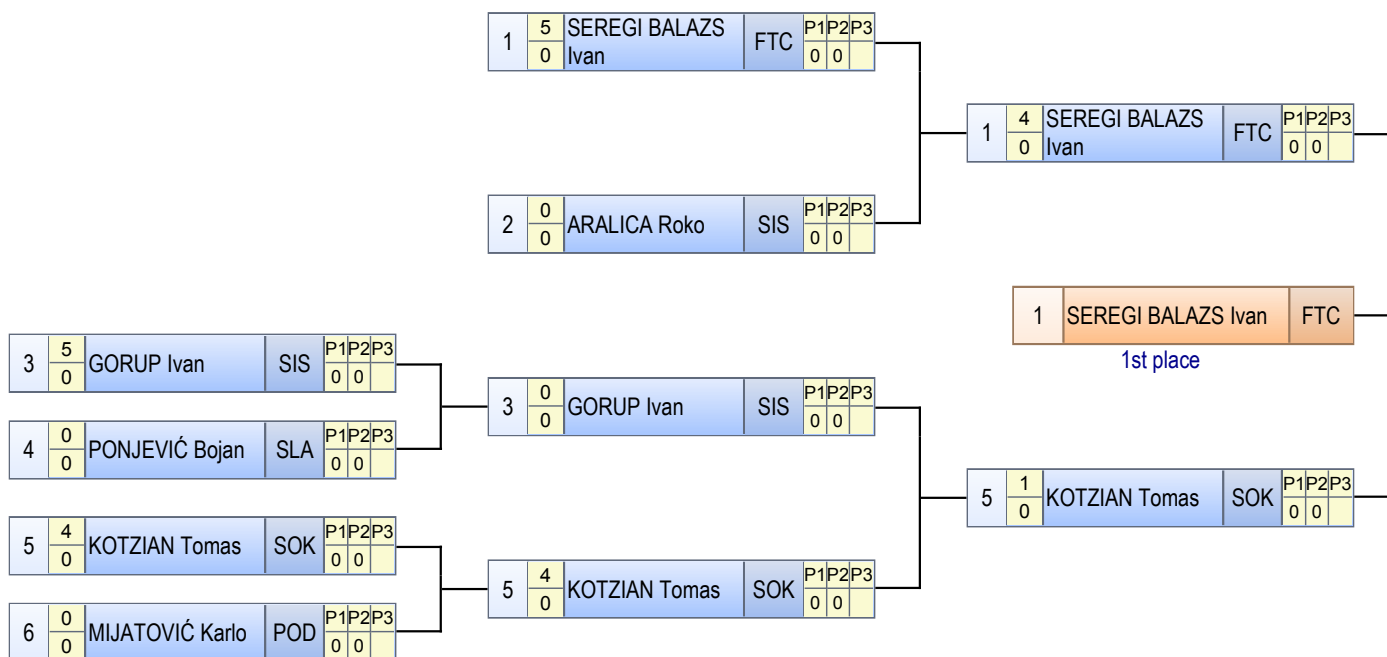 1 5 SEREGI BALAZS Ivan FTC P1 P2 P3
0 0 0
1 4 SEREGI BALAZS Ivan FTC P1 P2 P3
0 0 0
2 0 ARALICA Roko SIS P1 P2 P3
0 0 0
1 SEREGI BALAZS Ivan FTC
1st place
3 5 GORUP Ivan SIS P1 P2 P3
0 0 0
3 0 GORUP Ivan SIS P1 P2 P3
0 0 0
4 0 PONJEVIĆ Bojan SLA P1 P2 P3
0 0 0
5 1 KOTZIAN Tomas SOK P1 P2 P3
0 0 0
5 4 KOTZIAN Tomas SOK P1 P2 P3
0 0 0
5 4 KOTZIAN Tomas SOK P1 P2 P3
0 0 0
6 0 MIJATOVIĆ Karlo POD P1 P2 P3
0 0 0